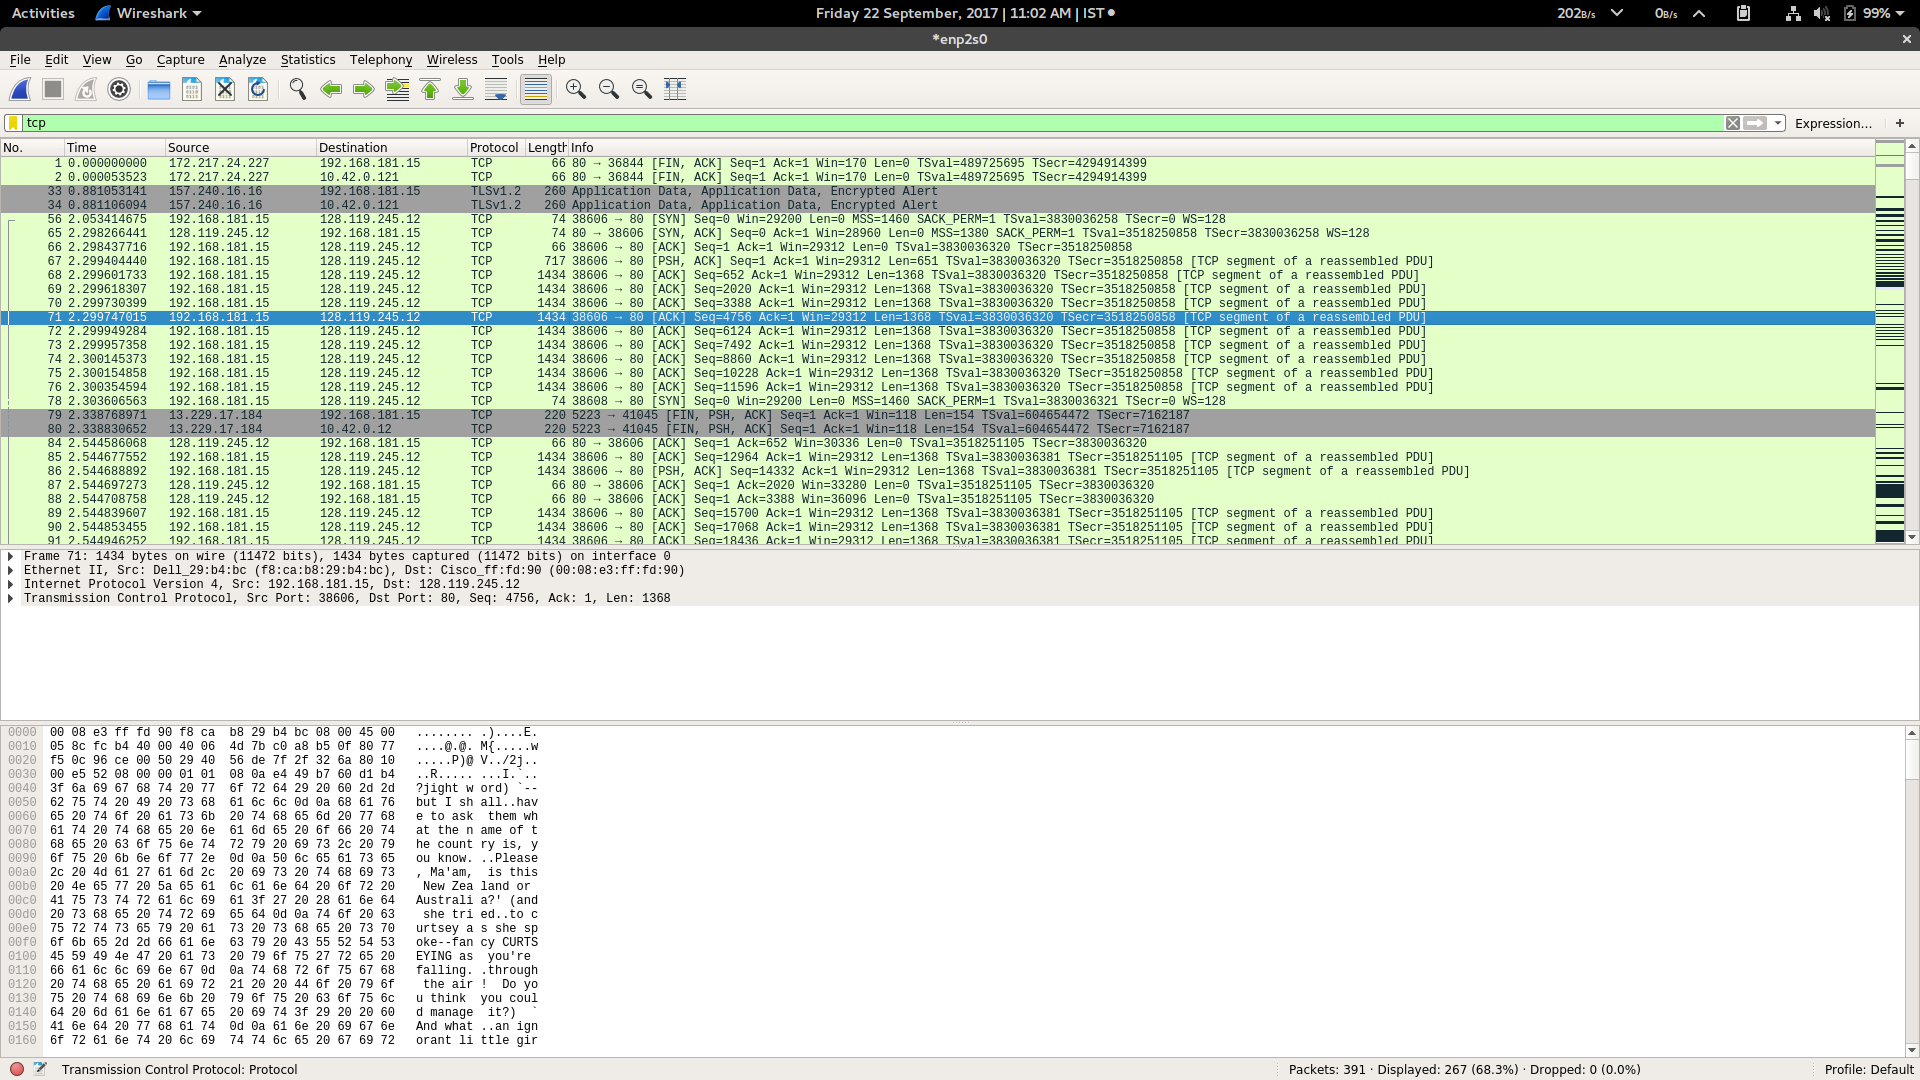 Activities Wireshark Friday 22 September, 2017 | 11:02 AM | IST 202B/s 0B/s 99%
*enp2s0
File Edit View Go Capture Analyze Statistics Telephony Wireless Tools Help
tcp Expression… +
No. Time Source Destination Protocol Length Info
1 0.000000000 172.217.24.227 192.168.181.15 TCP 66 80 → 36844 [FIN, ACK] Seq=1 Ack=1 Win=170 Len=0 TSval=489725695 TSecr=4294914399
2 0.000053523 172.217.24.227 10.42.0.121 TCP 66 80 → 36844 [FIN, ACK] Seq=1 Ack=1 Win=170 Len=0 TSval=489725695 TSecr=4294914399
33 0.881053141 157.240.16.16 192.168.181.15 TLSv1.2 260 Application Data, Application Data, Encrypted Alert
34 0.881106094 157.240.16.16 10.42.0.121 TLSv1.2 260 Application Data, Application Data, Encrypted Alert
56 2.053414675 192.168.181.15 128.119.245.12 TCP 74 38606 → 80 [SYN] Seq=0 Win=29200 Len=0 MSS=1460 SACK_PERM=1 TSval=3830036258 TSecr=0 WS=128
65 2.298266441 128.119.245.12 192.168.181.15 TCP 74 80 → 38606 [SYN, ACK] Seq=0 Ack=1 Win=28960 Len=0 MSS=1380 SACK_PERM=1 TSval=3518250858 TSecr=3830036258 WS=128
66 2.298437716 192.168.181.15 128.119.245.12 TCP 66 38606 → 80 [ACK] Seq=1 Ack=1 Win=29312 Len=0 TSval=3830036320 TSecr=3518250858
67 2.299404440 192.168.181.15 128.119.245.12 TCP 717 38606 → 80 [PSH, ACK] Seq=1 Ack=1 Win=29312 Len=651 TSval=3830036320 TSecr=3518250858 [TCP segment of a reassembled PDU]
68 2.299601733 192.168.181.15 128.119.245.12 TCP 1434 38606 → 80 [ACK] Seq=652 Ack=1 Win=29312 Len=1368 TSval=3830036320 TSecr=3518250858 [TCP segment of a reassembled PDU]
69 2.299618307 192.168.181.15 128.119.245.12 TCP 1434 38606 → 80 [ACK] Seq=2020 Ack=1 Win=29312 Len=1368 TSval=3830036320 TSecr=3518250858 [TCP segment of a reassembled PDU]
70 2.299730399 192.168.181.15 128.119.245.12 TCP 1434 38606 → 80 [ACK] Seq=3388 Ack=1 Win=29312 Len=1368 TSval=3830036320 TSecr=3518250858 [TCP segment of a reassembled PDU]
71 2.299747015 192.168.181.15 128.119.245.12 TCP 1434 38606 → 80 [ACK] Seq=4756 Ack=1 Win=29312 Len=1368 TSval=3830036320 TSecr=3518250858 [TCP segment of a reassembled PDU]
72 2.299949284 192.168.181.15 128.119.245.12 TCP 1434 38606 → 80 [ACK] Seq=6124 Ack=1 Win=29312 Len=1368 TSval=3830036320 TSecr=3518250858 [TCP segment of a reassembled PDU]
73 2.299957358 192.168.181.15 128.119.245.12 TCP 1434 38606 → 80 [ACK] Seq=7492 Ack=1 Win=29312 Len=1368 TSval=3830036320 TSecr=3518250858 [TCP segment of a reassembled PDU]
74 2.300145373 192.168.181.15 128.119.245.12 TCP 1434 38606 → 80 [ACK] Seq=8860 Ack=1 Win=29312 Len=1368 TSval=3830036320 TSecr=3518250858 [TCP segment of a reassembled PDU]
75 2.300154858 192.168.181.15 128.119.245.12 TCP 1434 38606 → 80 [ACK] Seq=10228 Ack=1 Win=29312 Len=1368 TSval=3830036320 TSecr=3518250858 [TCP segment of a reassembled PDU]
76 2.300354594 192.168.181.15 128.119.245.12 TCP 1434 38606 → 80 [ACK] Seq=11596 Ack=1 Win=29312 Len=1368 TSval=3830036320 TSecr=3518250858 [TCP segment of a reassembled PDU]
78 2.303606563 192.168.181.15 128.119.245.12 TCP 74 38608 → 80 [SYN] Seq=0 Win=29200 Len=0 MSS=1460 SACK_PERM=1 TSval=3830036321 TSecr=0 WS=128
79 2.338768971 13.229.17.184 192.168.181.15 TCP 220 5223 → 41045 [FIN, PSH, ACK] Seq=1 Ack=1 Win=118 Len=154 TSval=604654472 TSecr=7162187
80 2.338830652 13.229.17.184 10.42.0.12 TCP 220 5223 → 41045 [FIN, PSH, ACK] Seq=1 Ack=1 Win=118 Len=154 TSval=604654472 TSecr=7162187
84 2.544586068 128.119.245.12 192.168.181.15 TCP 66 80 → 38606 [ACK] Seq=1 Ack=652 Win=30336 Len=0 TSval=3518251105 TSecr=3830036320
85 2.544677552 192.168.181.15 128.119.245.12 TCP 1434 38606 → 80 [ACK] Seq=12964 Ack=1 Win=29312 Len=1368 TSval=3830036381 TSecr=3518251105 [TCP segment of a reassembled PDU]
86 2.544688892 192.168.181.15 128.119.245.12 TCP 1434 38606 → 80 [PSH, ACK] Seq=14332 Ack=1 Win=29312 Len=1368 TSval=3830036381 TSecr=3518251105 [TCP segment of a reassembled PDU]
87 2.544697273 128.119.245.12 192.168.181.15 TCP 66 80 → 38606 [ACK] Seq=1 Ack=2020 Win=33280 Len=0 TSval=3518251105 TSecr=3830036320
88 2.544708758 128.119.245.12 192.168.181.15 TCP 66 80 → 38606 [ACK] Seq=1 Ack=3388 Win=36096 Len=0 TSval=3518251105 TSecr=3830036320
89 2.544839607 192.168.181.15 128.119.245.12 TCP 1434 38606 → 80 [ACK] Seq=15700 Ack=1 Win=29312 Len=1368 TSval=3830036381 TSecr=3518251105 [TCP segment of a reassembled PDU]
90 2.544853455 192.168.181.15 128.119.245.12 TCP 1434 38606 → 80 [ACK] Seq=17068 Ack=1 Win=29312 Len=1368 TSval=3830036381 TSecr=3518251105 [TCP segment of a reassembled PDU]
91 2.544946252 192.168.181.15 128.119.245.12 TCP 1434 38606 → 80 [ACK] Seq=18436 Ack=1 Win=29312 Len=1368 TSval=3830036381 TSecr=3518251105 [TCP segment of a reassembled PDU]
Frame 71: 1434 bytes on wire (11472 bits), 1434 bytes captured (11472 bits) on interface 0
Ethernet II, Src: Dell_29:b4:bc (f8:ca:b8:29:b4:bc), Dst: Cisco_ff:fd:90 (00:08:e3:ff:fd:90)
Internet Protocol Version 4, Src: 192.168.181.15, Dst: 128.119.245.12
Transmission Control Protocol, Src Port: 38606, Dst Port: 80, Seq: 4756, Ack: 1, Len: 1368
0000 00 08 e3 ff fd 90 f8 ca b8 29 b4 bc 08 00 45 00 ........ .)....E.
0010 05 8c fc b4 40 00 40 06 4d 7b c0 a8 b5 0f 80 77 ....@.@. M{.....w
0020 f5 0c 96 ce 00 50 29 40 56 de 7f 2f 32 6a 80 10 .....P)@ V../2j..
0030 00 e5 52 08 00 00 01 01 08 0a e4 49 b7 60 d1 b4 ..R..... ...I.`..
0040 3f 6a 69 67 68 74 20 77 6f 72 64 29 20 60 2d 2d ?jight w ord) `--
0050 62 75 74 20 49 20 73 68 61 6c 6c 0d 0a 68 61 76 but I sh all..hav
0060 65 20 74 6f 20 61 73 6b 20 74 68 65 6d 20 77 68 e to ask them wh
0070 61 74 20 74 68 65 20 6e 61 6d 65 20 6f 66 20 74 at the n ame of t
0080 68 65 20 63 6f 75 6e 74 72 79 20 69 73 2c 20 79 he count ry is, y
0090 6f 75 20 6b 6e 6f 77 2e 0d 0a 50 6c 65 61 73 65 ou know. ..Please
00a0 2c 20 4d 61 27 61 6d 2c 20 69 73 20 74 68 69 73 , Ma'am, is this
00b0 20 4e 65 77 20 5a 65 61 6c 61 6e 64 20 6f 72 20 New Zea land or
00c0 41 75 73 74 72 61 6c 69 61 3f 27 20 28 61 6e 64 Australi a?' (and
00d0 20 73 68 65 20 74 72 69 65 64 0d 0a 74 6f 20 63 she tri ed..to c
00e0 75 72 74 73 65 79 20 61 73 20 73 68 65 20 73 70 urtsey a s she sp
00f0 6f 6b 65 2d 2d 66 61 6e 63 79 20 43 55 52 54 53 oke--fan cy CURTS
0100 45 59 49 4e 47 20 61 73 20 79 6f 75 27 72 65 20 EYING as you're
0110 66 61 6c 6c 69 6e 67 0d 0a 74 68 72 6f 75 67 68 falling. .through
0120 20 74 68 65 20 61 69 72 21 20 20 44 6f 20 79 6f the air ! Do yo
0130 75 20 74 68 69 6e 6b 20 79 6f 75 20 63 6f 75 6c u think you coul
0140 64 20 6d 61 6e 61 67 65 20 69 74 3f 29 20 20 60 d manage it?) `
0150 41 6e 64 20 77 68 61 74 0d 0a 61 6e 20 69 67 6e And what ..an ign
0160 6f 72 61 6e 74 20 6c 69 74 74 6c 65 20 67 69 72 orant li ttle gir
Transmission Control Protocol: Protocol Packets: 391 · Displayed: 267 (68.3%) · Dropped: 0 (0.0%) Profile: Default